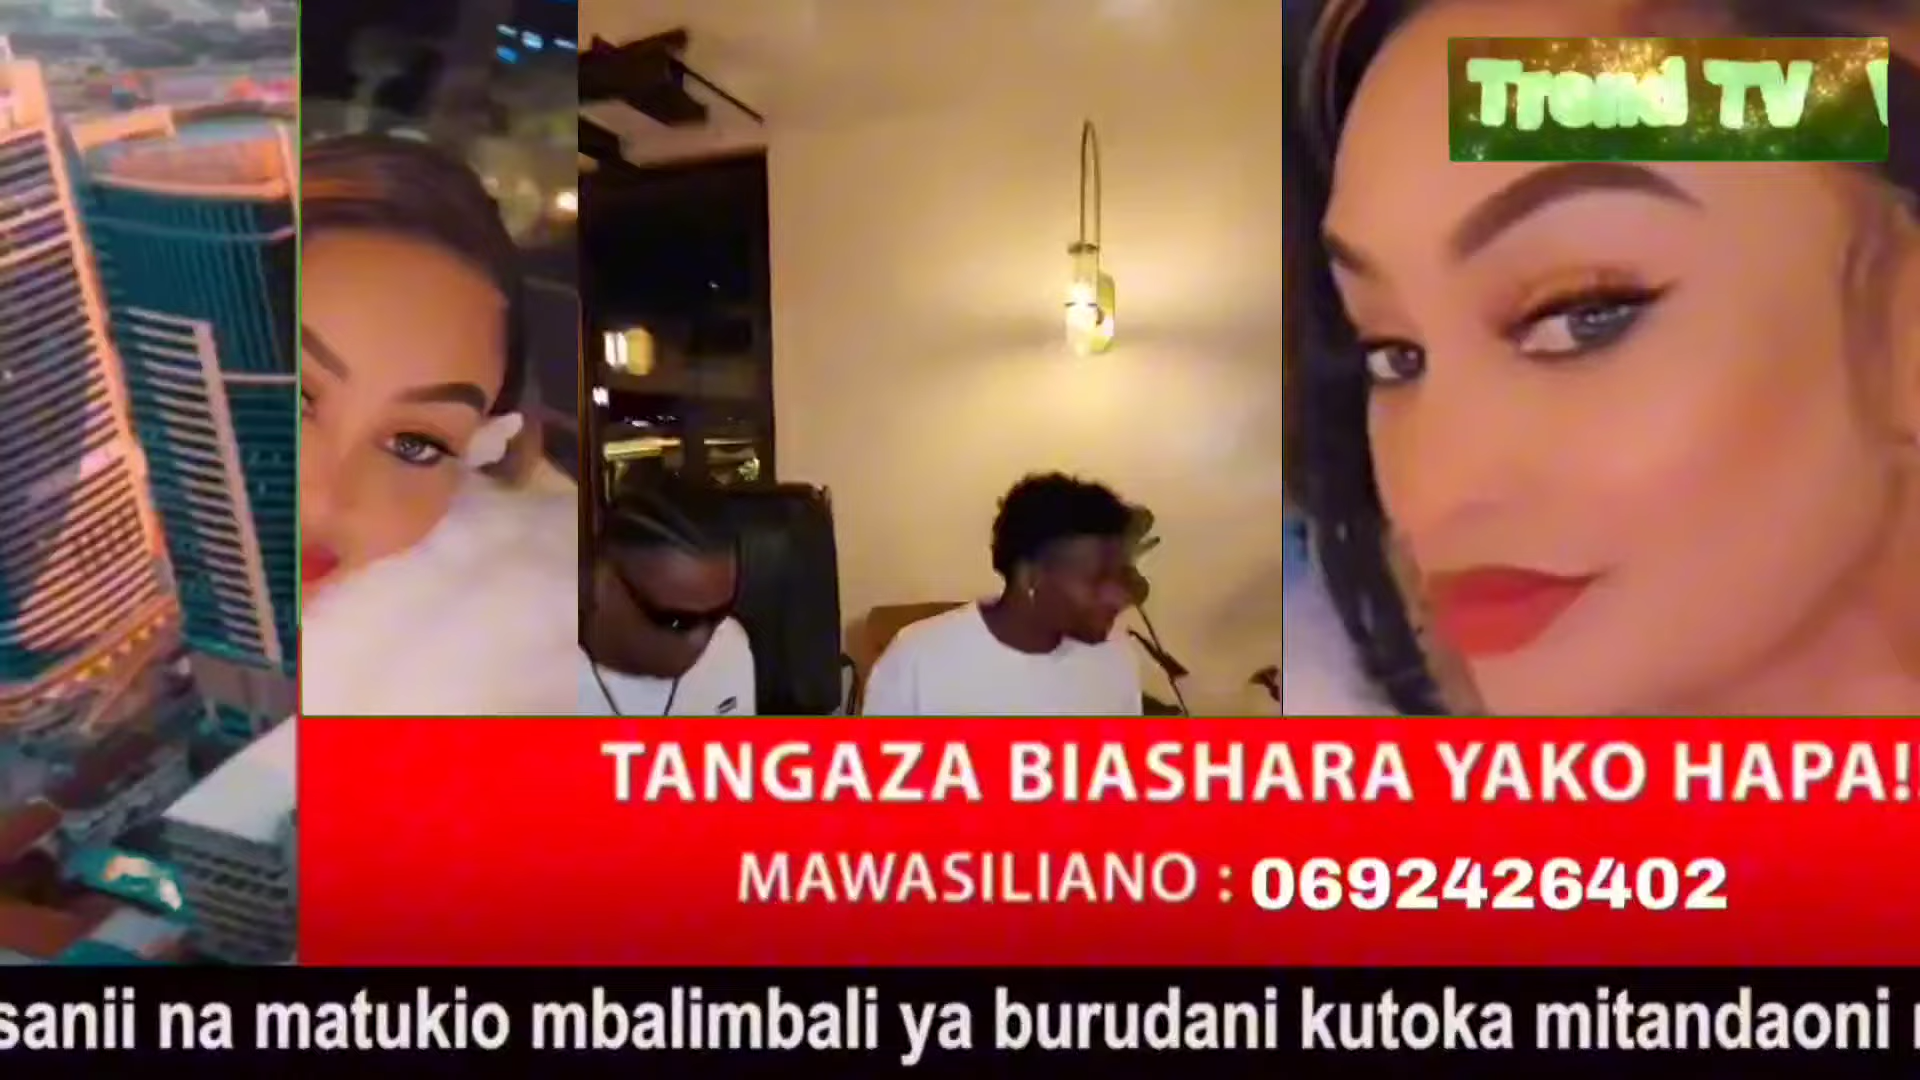 Trend TV
TANGAZA BIASHARA YAKO HAPA!
MAWASILIANO : 0692426402
sanii na matukio mbalimbali ya burudani kutoka mitandaoni